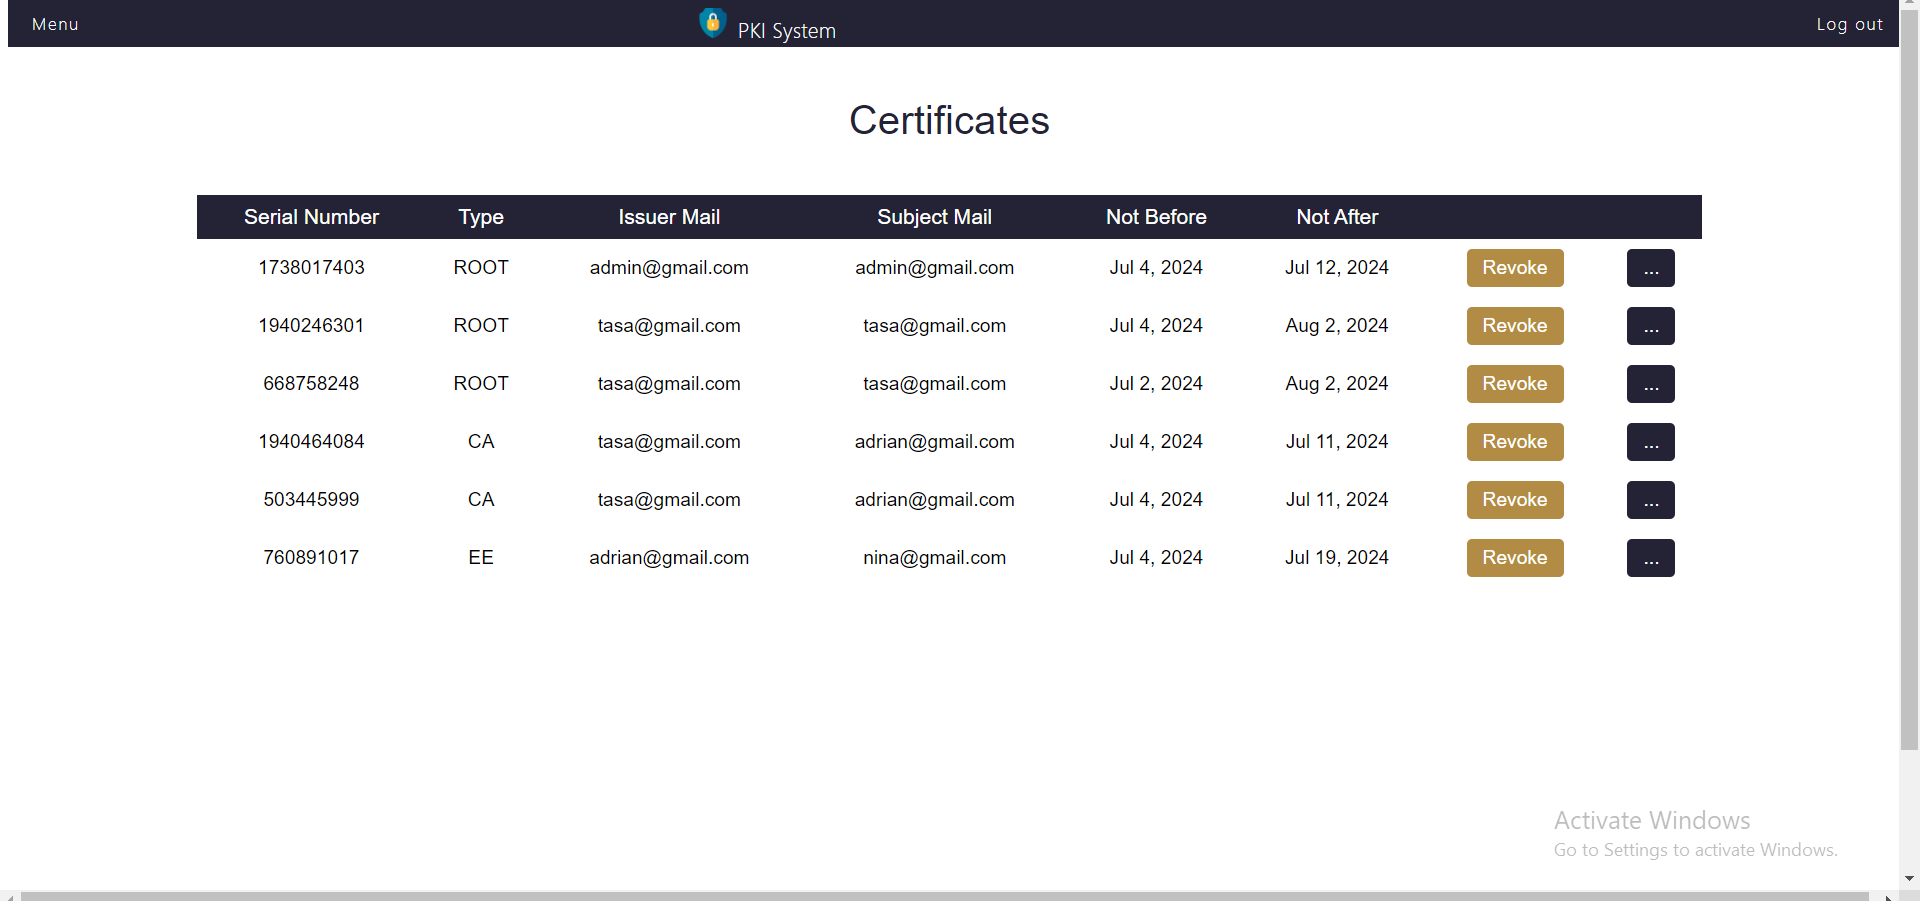 Menu PKI System Log out
Certificates
Serial Number Type Issuer Mail Subject Mail Not Before Not After
1738017403 ROOT admin@gmail.com admin@gmail.com Jul 4, 2024 Jul 12, 2024 Revoke ...
1940246301 ROOT tasa@gmail.com tasa@gmail.com Jul 4, 2024 Aug 2, 2024 Revoke ...
668758248 ROOT tasa@gmail.com tasa@gmail.com Jul 2, 2024 Aug 2, 2024 Revoke ...
1940464084 CA tasa@gmail.com adrian@gmail.com Jul 4, 2024 Jul 11, 2024 Revoke ...
503445999 CA tasa@gmail.com adrian@gmail.com Jul 4, 2024 Jul 11, 2024 Revoke ...
760891017 EE adrian@gmail.com nina@gmail.com Jul 4, 2024 Jul 19, 2024 Revoke ...
Activate Windows
Go to Settings to activate Windows.